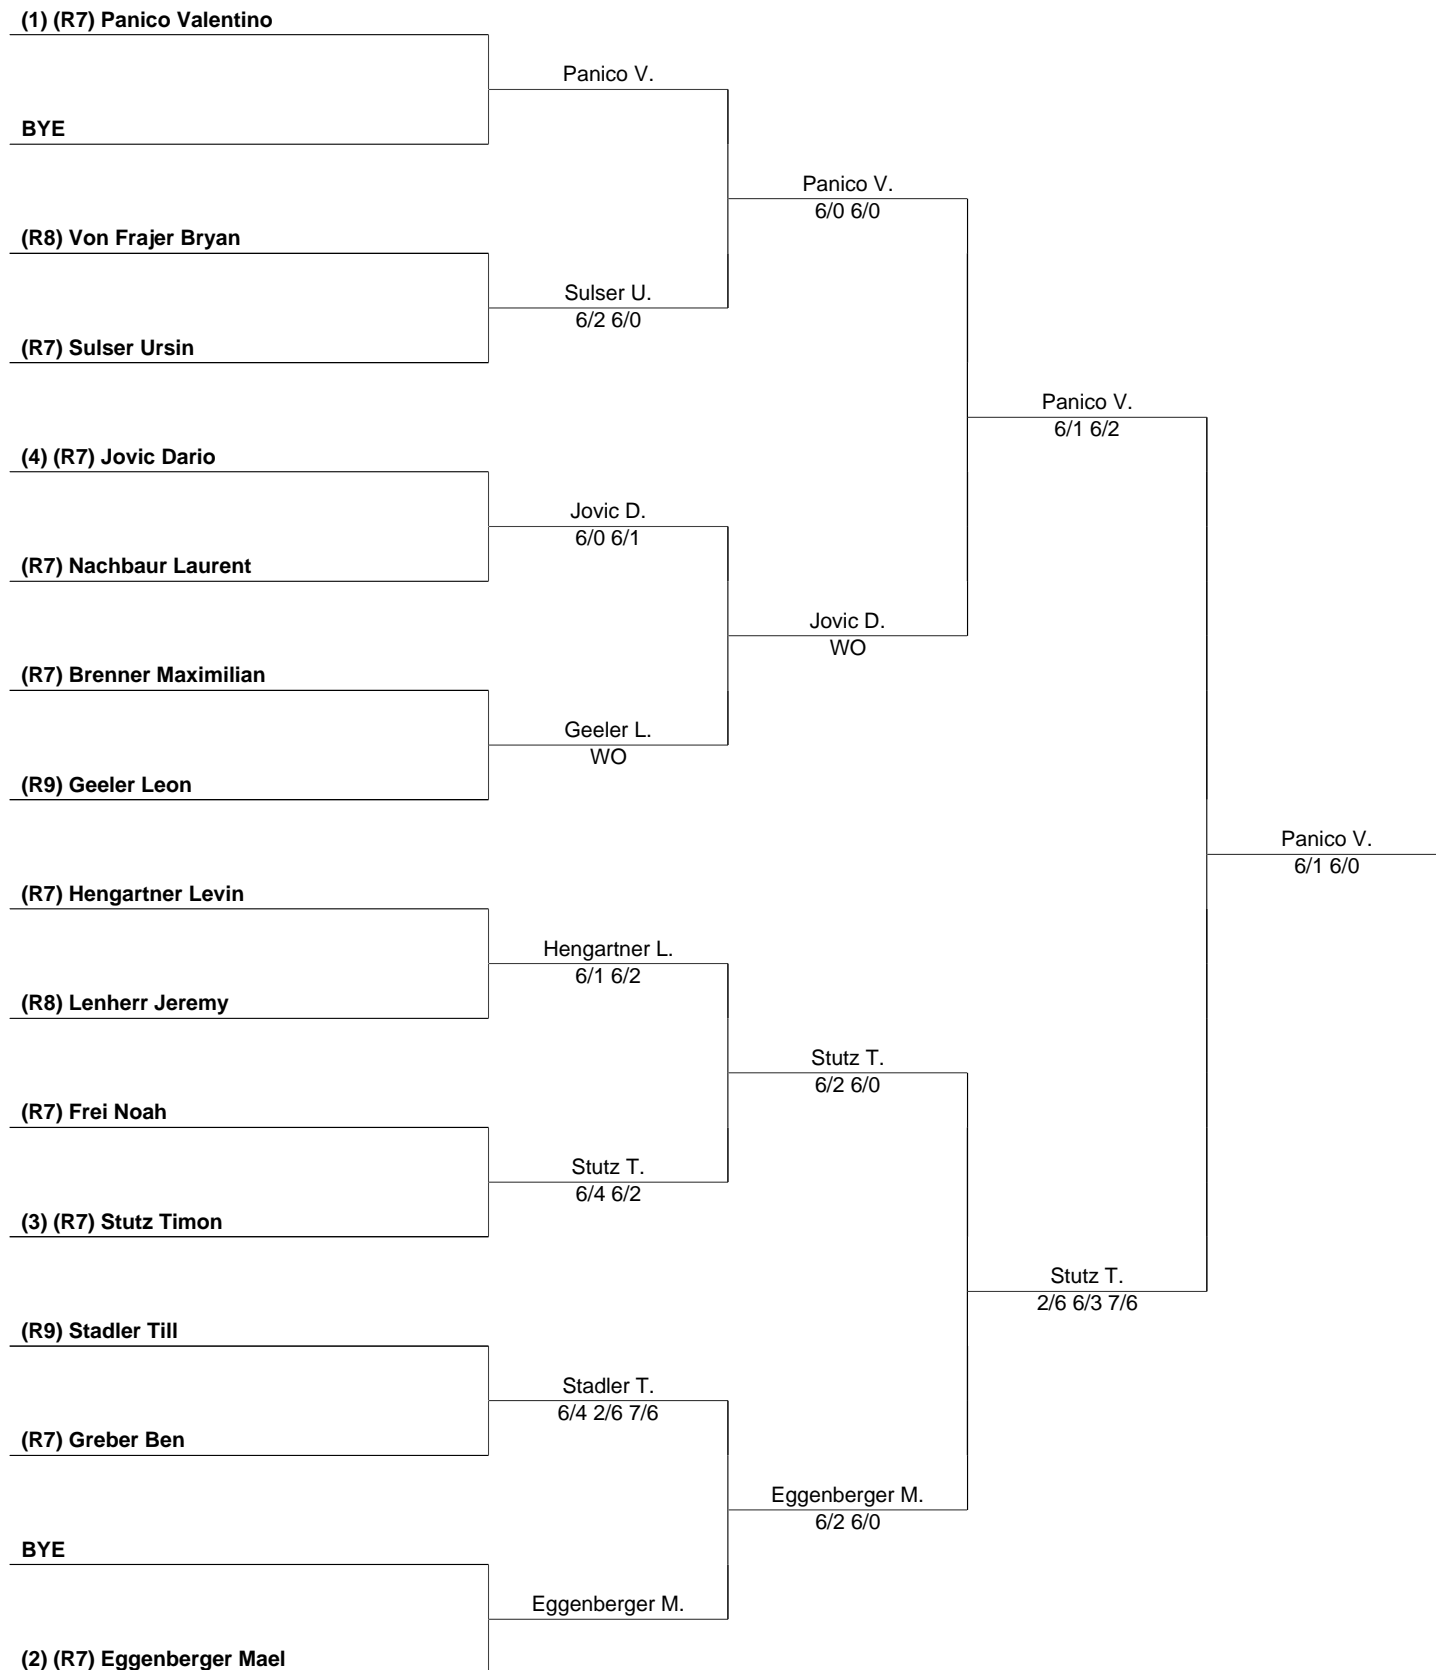 (1) (R7) Panico Valentino
Panico V.
BYE
Panico V.
6/0 6/0
(R8) Von Frajer Bryan
Sulser U.
6/2 6/0
(R7) Sulser Ursin
Panico V.
6/1 6/2
(4) (R7) Jovic Dario
Jovic D.
6/0 6/1
(R7) Nachbaur Laurent
Jovic D.
WO
(R7) Brenner Maximilian
Geeler L.
WO
(R9) Geeler Leon
Panico V.
6/1 6/0
(R7) Hengartner Levin
Hengartner L.
6/1 6/2
(R8) Lenherr Jeremy
Stutz T.
6/2 6/0
(R7) Frei Noah
Stutz T.
6/4 6/2
(3) (R7) Stutz Timon
Stutz T.
2/6 6/3 7/6
(R9) Stadler Till
Stadler T.
6/4 2/6 7/6
(R7) Greber Ben
Eggenberger M.
6/2 6/0
BYE
Eggenberger M.
(2) (R7) Eggenberger Mael